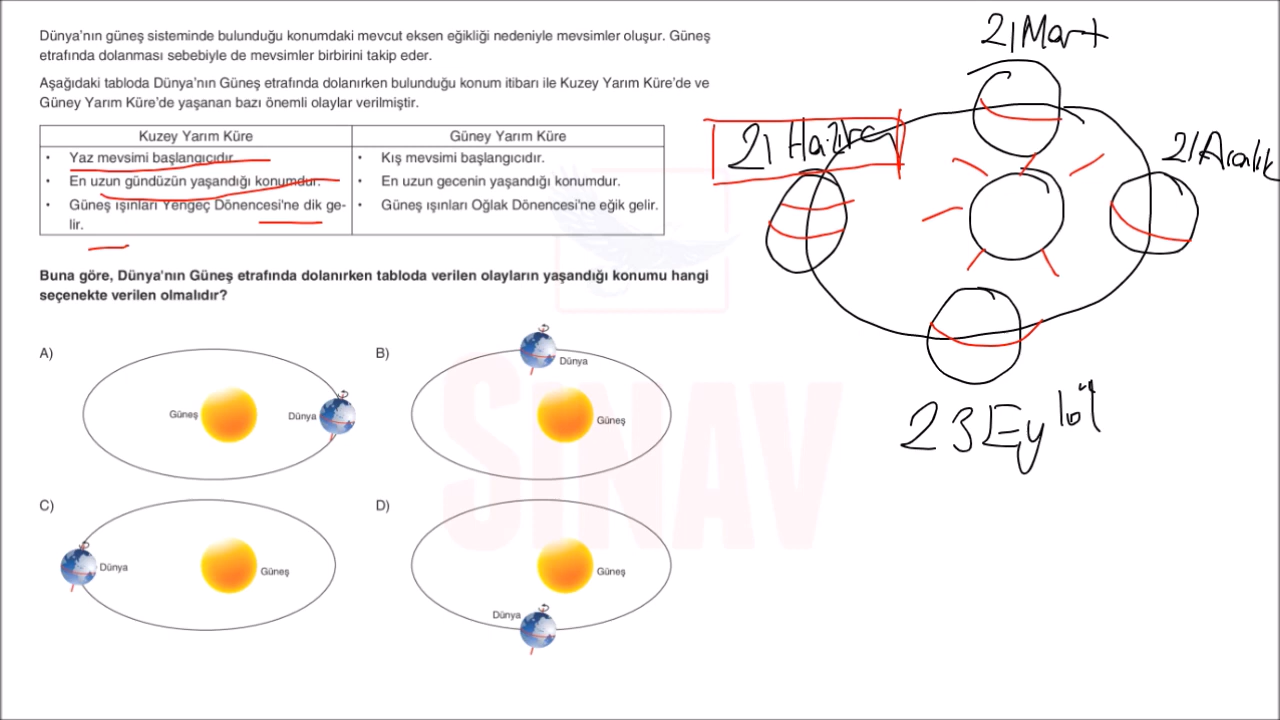 Dünya'nın güneş sisteminde bulunduğu konumdaki mevcut eksen eğikliği nedeniyle mevsimler oluşur. Güneş
etrafında dolanması sebebiyle de mevsimler birbirini takip eder.
Aşağıdaki tabloda Dünya'nın Güneş etrafında dolanırken bulunduğu konum itibarı ile Kuzey Yarım Küre'de ve
Güney Yarım Küre'de yaşanan bazı önemli olaylar verilmiştir.
Kuzey Yarım Küre
• Yaz mevsimi başlangıcıdır.
• En uzun gündüzün yaşandığı konumdur.
• Güneş ışınları Yengeç Dönencesi'ne dik ge-
lir.
Güney Yarım Küre
• Kış mevsimi başlangıcıdır.
• En uzun gecenin yaşandığı konumdur.
• Güneş ışınları Oğlak Dönencesi'ne eğik gelir.
Buna göre, Dünya'nın Güneş etrafında dolanırken tabloda verilen olayların yaşandığı konumu hangi
seçenekte verilen olmalıdır?
A)
Güneş
Dünya
B)
Dünya
Güneş
C)
Dünya
Güneş
D)
Güneş
Dünya
SINAV
21 Mart
21 Haziran
21 Aralık
23 Eylül